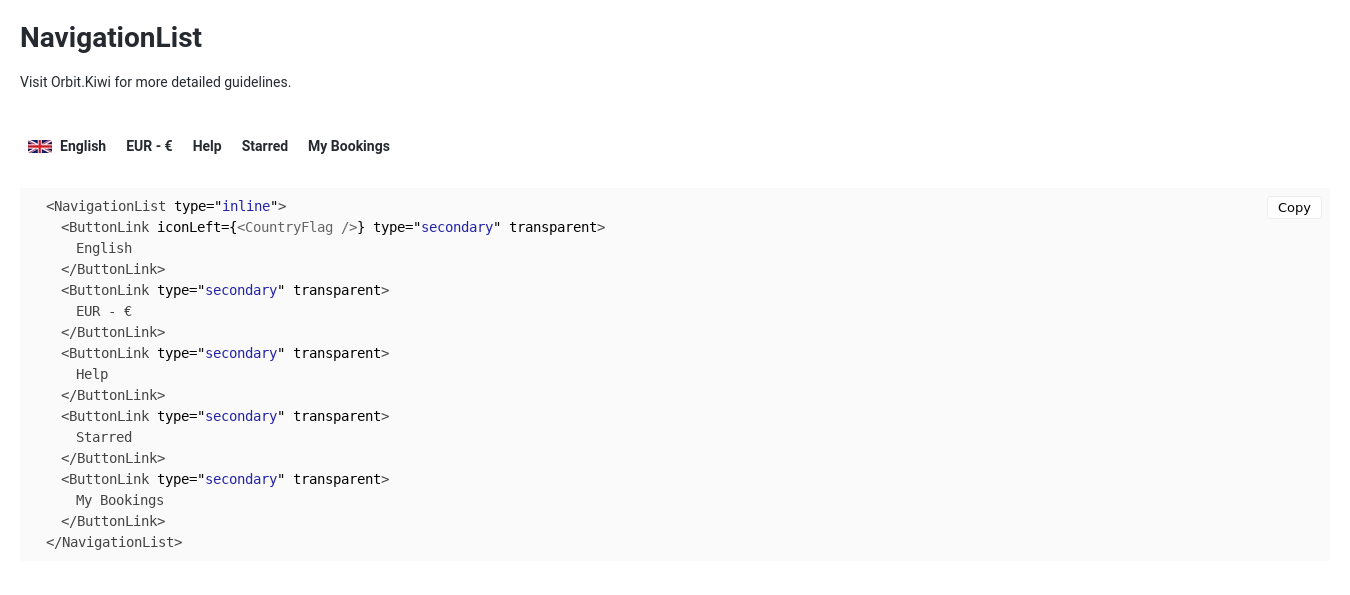 NavigationList
Visit Orbit.Kiwi for more detailed guidelines.
English EUR - € Help Starred My Bookings
Copy
<NavigationList type="inline">
<ButtonLink iconLeft={<CountryFlag />} type="secondary" transparent>
English
</ButtonLink>
<ButtonLink type="secondary" transparent>
EUR - €
</ButtonLink>
<ButtonLink type="secondary" transparent>
Help
</ButtonLink>
<ButtonLink type="secondary" transparent>
Starred
</ButtonLink>
<ButtonLink type="secondary" transparent>
My Bookings
</ButtonLink>
</NavigationList>